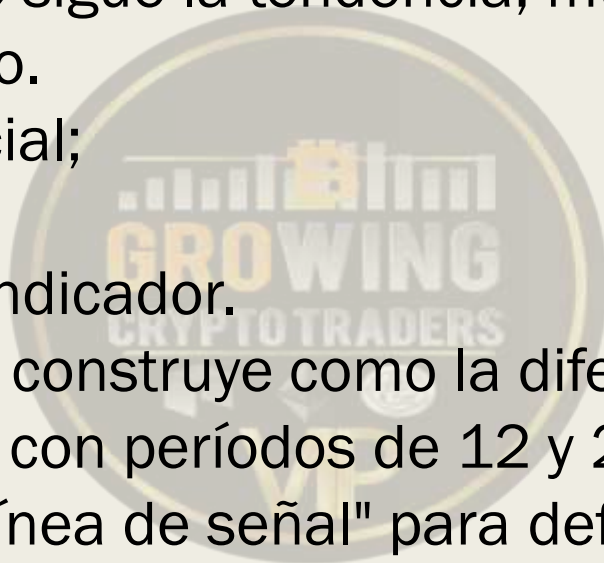 sigue la tendencia, m
o.
cial;
ndicador.
construye como la dife
con períodos de 12 y 2
ínea de señal" para def
GROWING
CRYPTO TRADERS
VIP